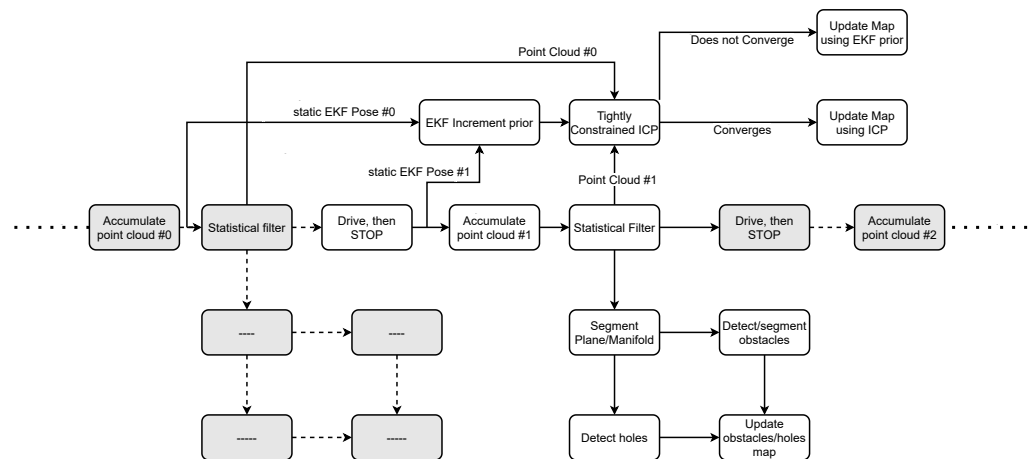 Update Map
using EKF prior
Does not Converge
Point Cloud #0
static EKF Pose #0
EKF Increment prior
Tightly
Constrained ICP
Converges
Update Map
using ICP
static EKF Pose #1
Point Cloud #1
Accumulate
point cloud #0
Statistical filter
Drive, then
STOP
Accumulate
point cloud #1
Statistical Filter
Drive, then
STOP
Accumulate
point cloud #2
----
----
Segment
Plane/Manifold
Detect/segment
obstacles
-----
-----
Detect holes
Update
obstacles/holes
map